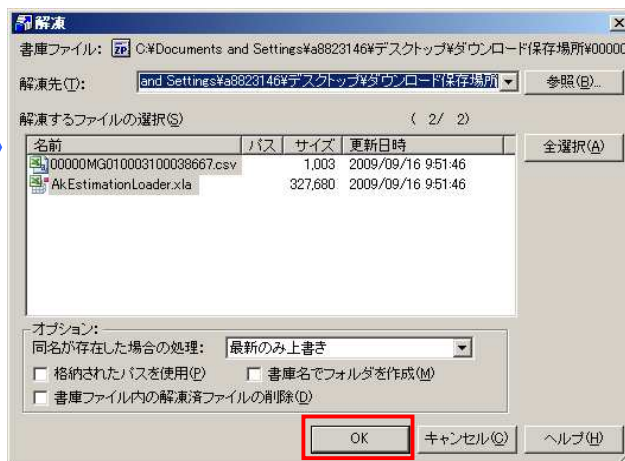 解凍
書庫ファイル: C:¥Documents and Settings¥a8823146¥デスクトップ¥ダウンロード保存場所¥00000
解凍先(T): and Settings¥a8823146¥デスクトップ¥ダウンロード保存場所 参照(B)...
解凍するファイルの選択(S) ( 2/ 2)
名前 パス サイズ 更新日時 全選択(A)
00000MG010003100038667.csv 1,003 2009/09/16 9:51:46
AkEstimationLoader.xla 327,680 2009/09/16 9:51:46
オプション:
同名が存在した場合の処理: 最新のみ上書き
格納されたパスを使用(P) 書庫名でフォルダを作成(M)
書庫ファイル内の解凍済ファイルの削除(D)
OK キャンセル(C) ヘルプ(H)